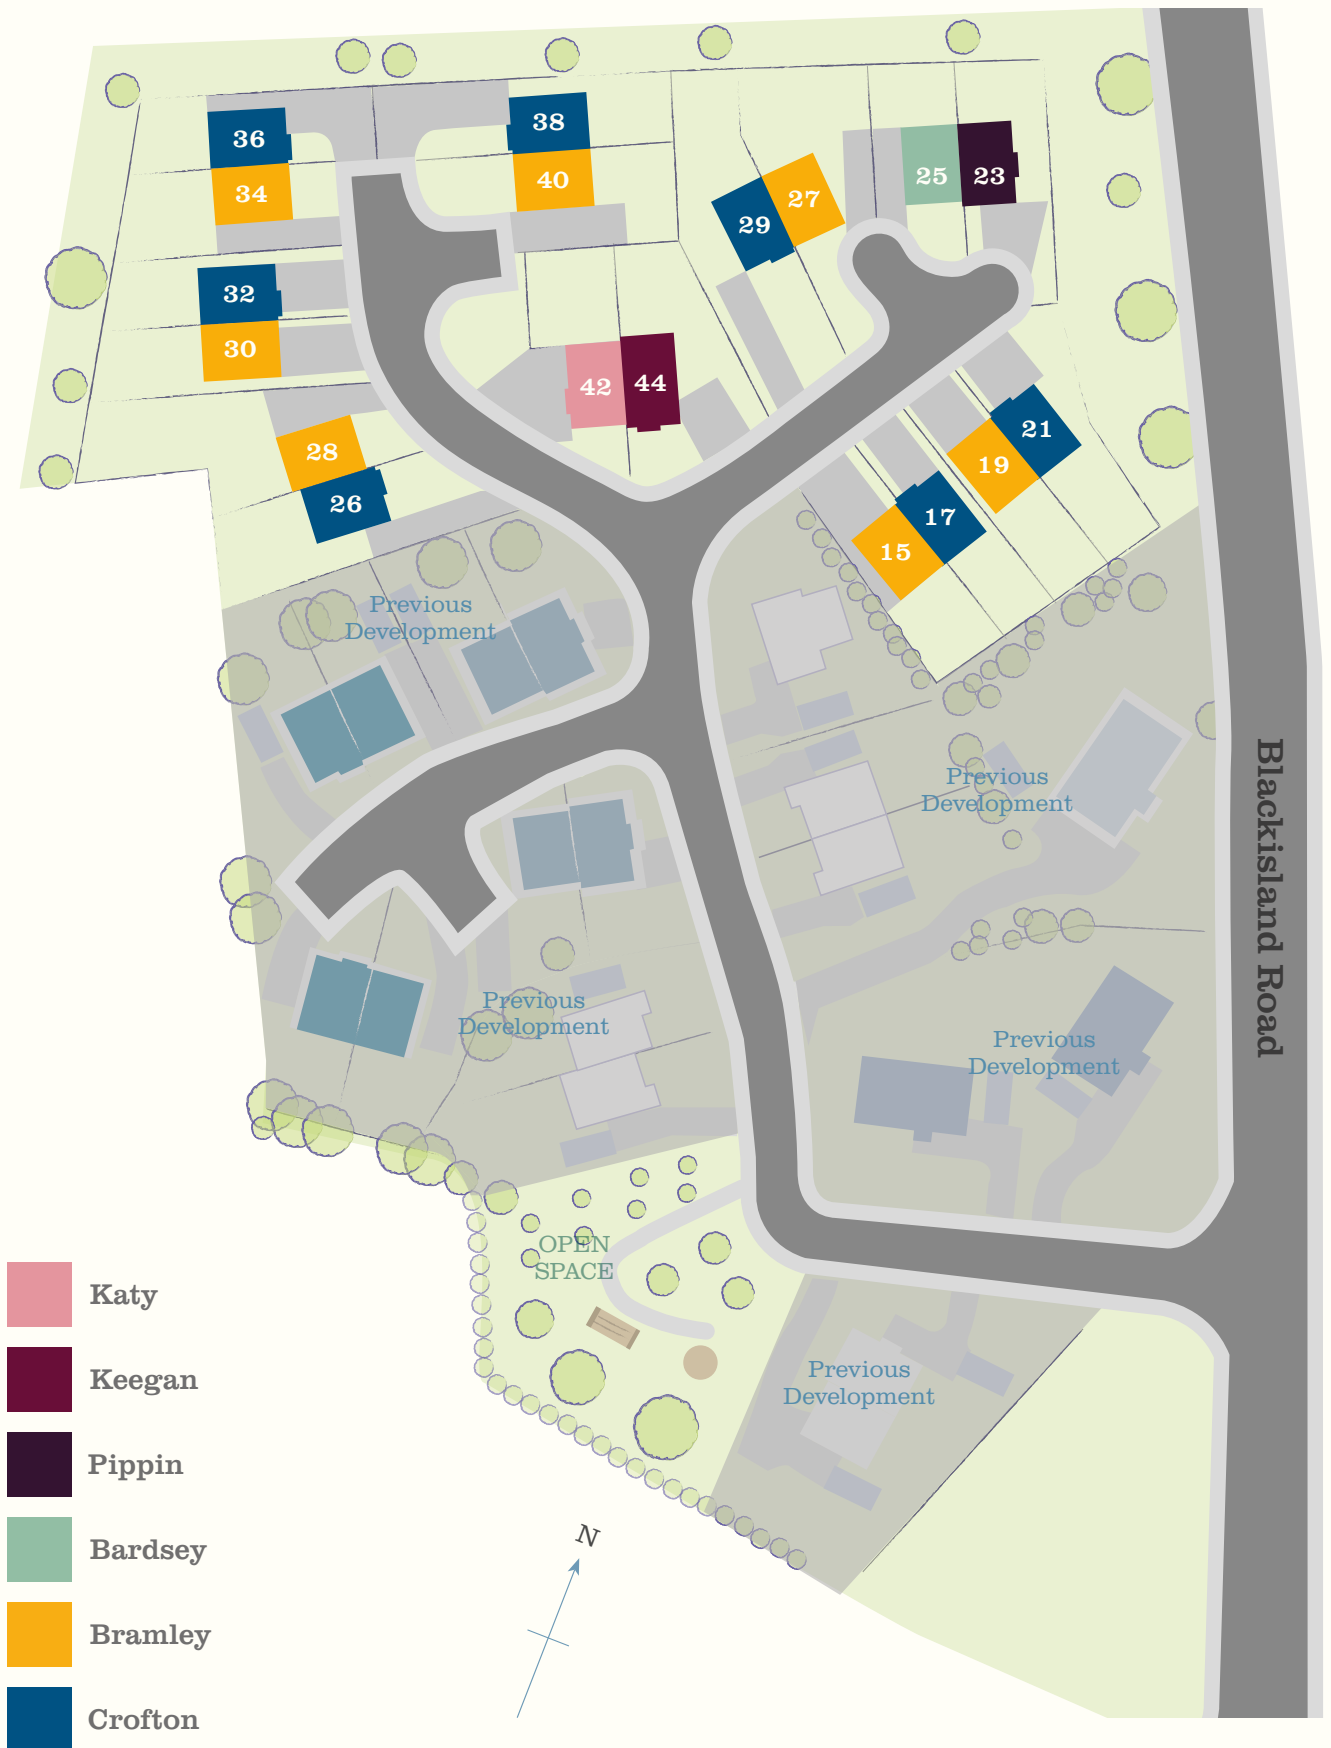 36
38
34
40
25
23
27
29
32
30
42
44
28
26
21
19
17
15
Previous
Development
Previous
Development
Blackisland Road
Previous
Development
Previous
Development
OPEN
SPACE
Previous
Development
N
Katy
Keegan
Pippin
Bardsey
Bramley
Crofton